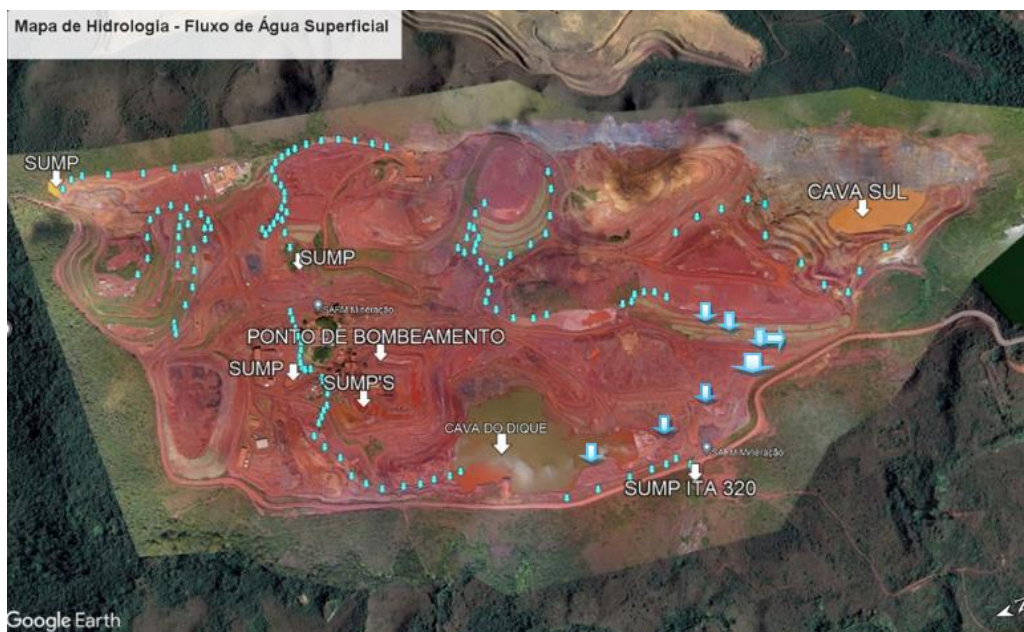 Mapa de Hidrologia - Fluxo de Água Superficial
SUMP
CAVA SUL
SUMP
SAFM Mineração
PONTO DE BOMBEAMENTO
SUMP
SUMP'S
CAVA DO DIQUE
SAFM Mineração
SUMP ITA 320
Google Earth